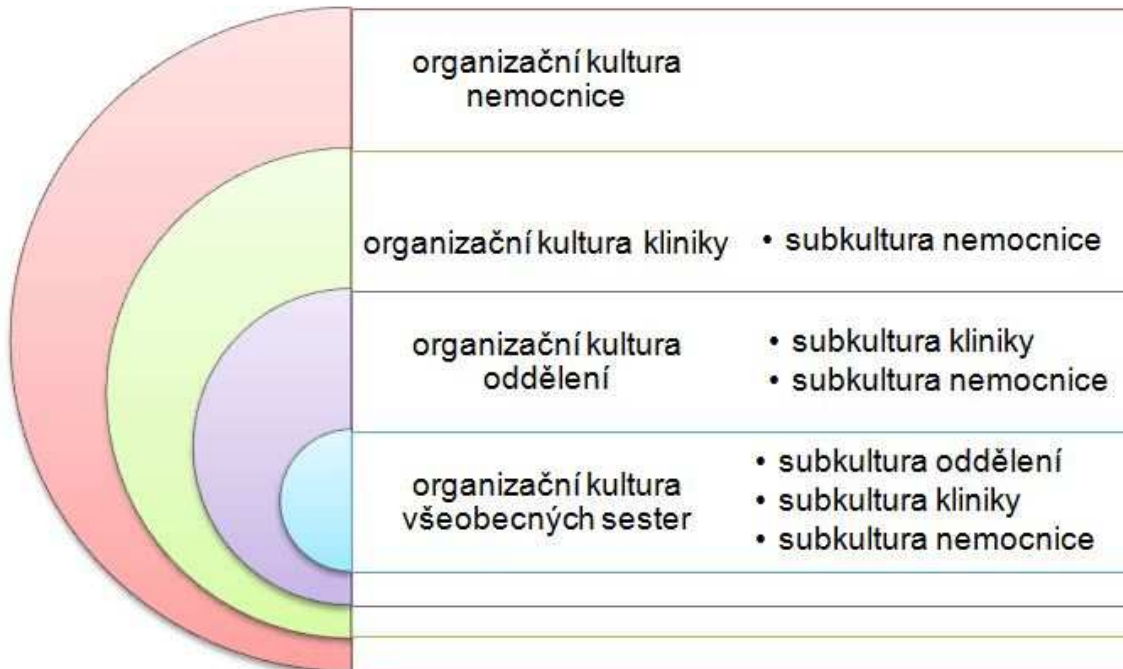 organizační kultura
nemocnice
organizační kultura kliniky
• subkultura nemocnice
organizační kultura
oddělení
• subkultura kliniky
• subkultura nemocnice
organizační kultura
všeobecných sester
• subkultura oddělení
• subkultura kliniky
• subkultura nemocnice